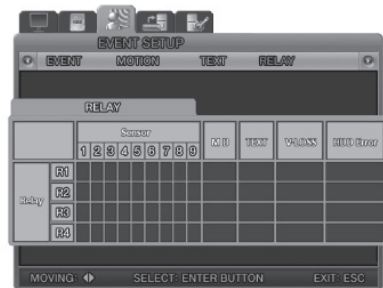 EVENT SETUP
EVENT MOTION TEXT RELAY
RELAY
Sensor M D TEXT V-LOSS HDD Error
1 2 3 4 5 6 7 8 9
Relay
R1
R2
R3
R4
MOVING: SELECT: ENTER BUTTON EXIT: ESC